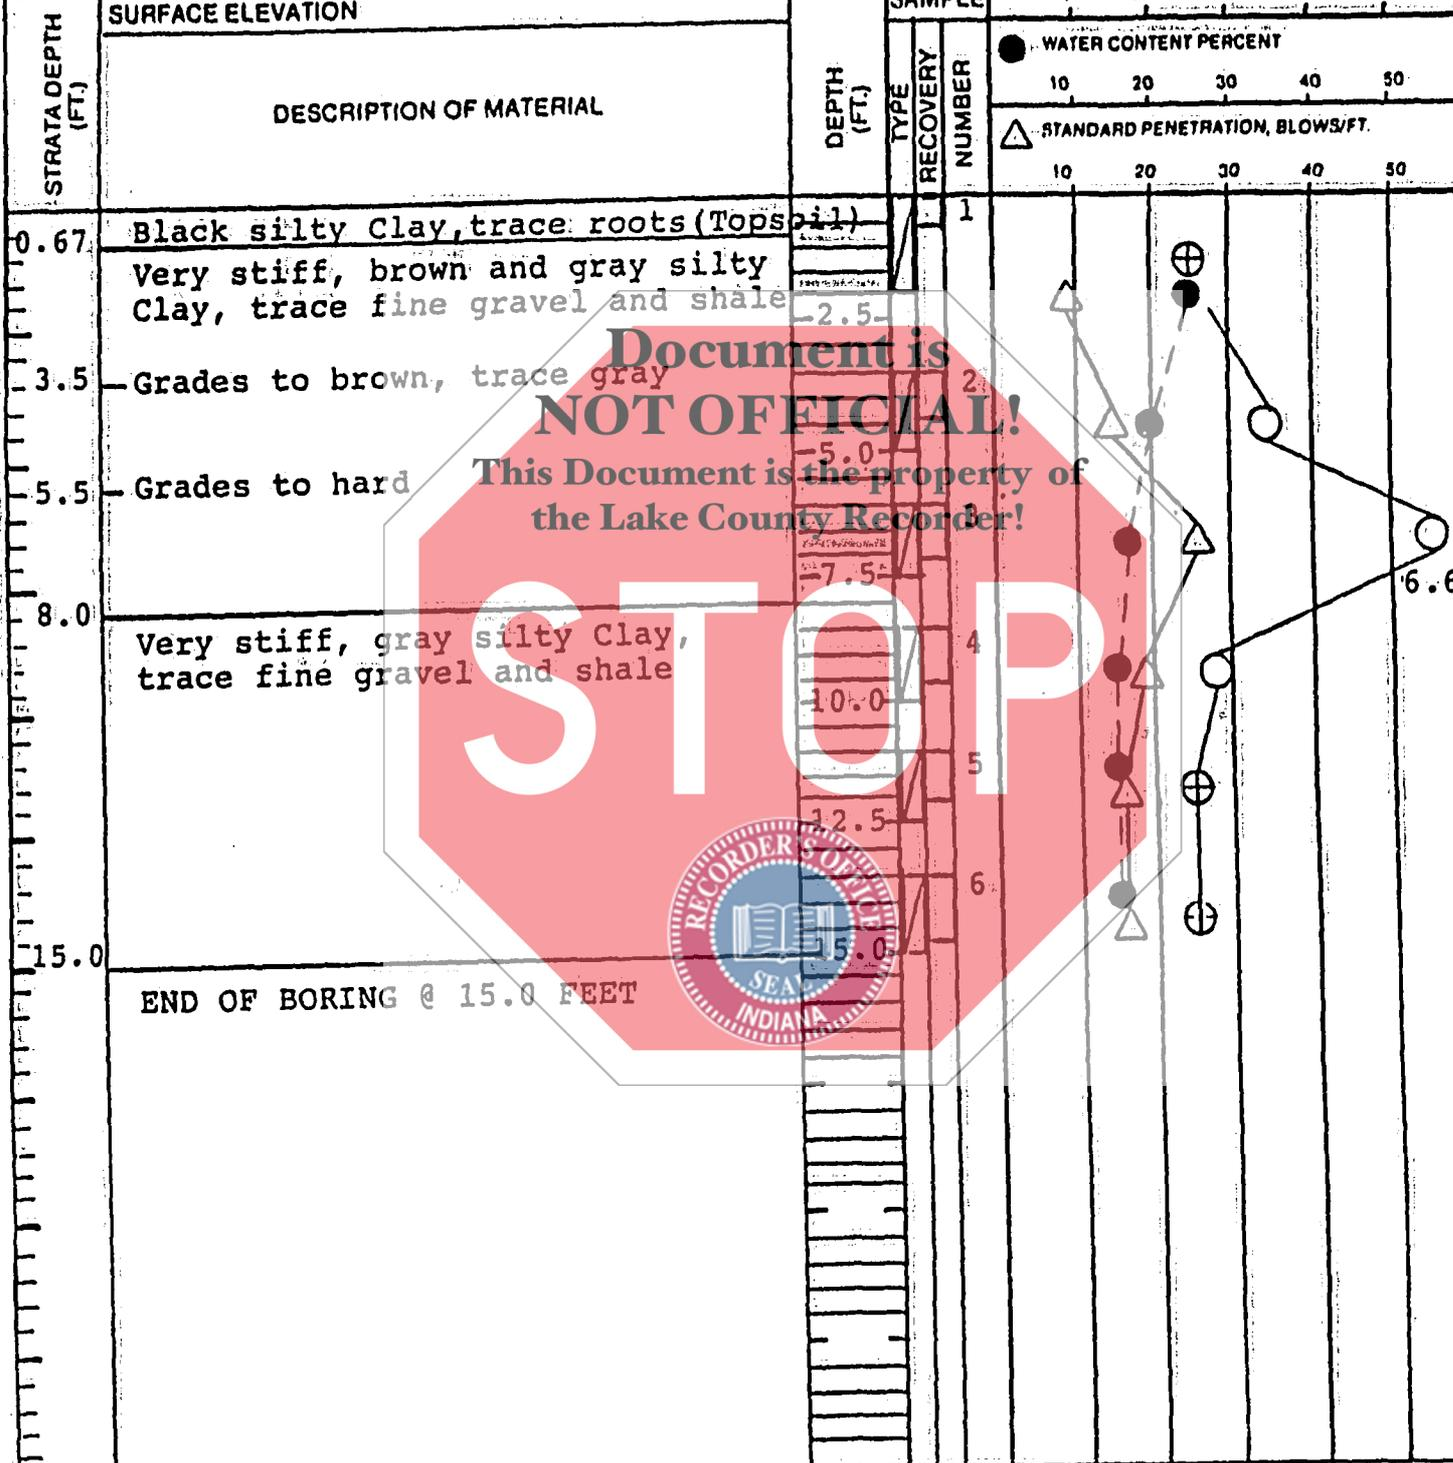 SURFACE ELEVATION
SAMPLE
STRATA DEPTH
(FT.)
DESCRIPTION OF MATERIAL
DEPTH
(FT.)
TYPE
RECOVERY
NUMBER
WATER CONTENT PERCENT
10 20 30 40 50
STANDARD PENETRATION, BLOWS/FT.
10 20 30 40 50
0.67 Black silty Clay, trace roots (Topsoil) 1
Very stiff, brown and gray silty
Clay, trace fine gravel and shale
2.5
3.5 Grades to brown, trace gray 2
5.0
5.5 Grades to hard
3
7.5
6.6
8.0
Very stiff, gray silty Clay, 4
trace fine gravel and shale
10.0
5
12.5
6
15.0 15.0
END OF BORING @ 15.0 FEET
Document is
NOT OFFICIAL!
This Document is the property of
the Lake County Recorder!
STOP
RECORDER'S OFFICE
SEAL
INDIANA